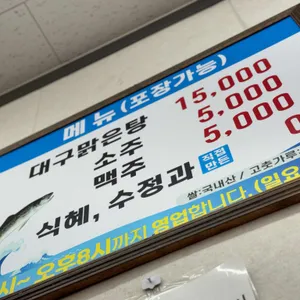 메뉴(포장가능)
대구맑은탕 15,000
소주 5,000
맥주 5,000
식혜, 수정과 직접 만든
쌀:국내산 / 고춧가루
오후8시까지 영업합니다. (일요